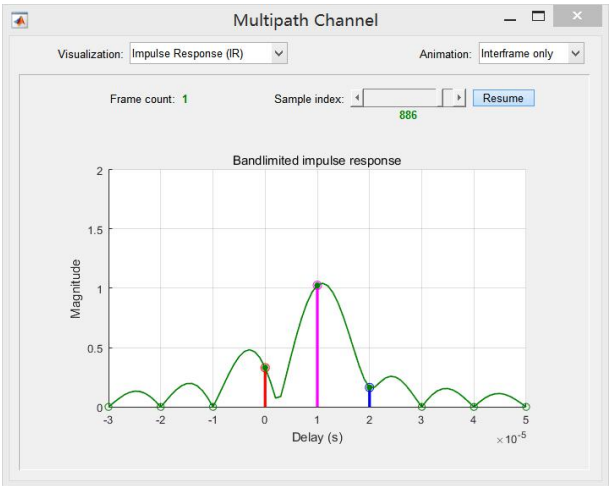 Multipath Channel
Visualization: Impulse Response (IR)
Animation: Interframe only
Frame count: 1
Sample index:
886
Resume
Bandlimited impulse response
Magnitude
2
1.5
1
0.5
0
-3 -2 -1 0 1 2 3 4 5
Delay (s)
×10⁻⁵